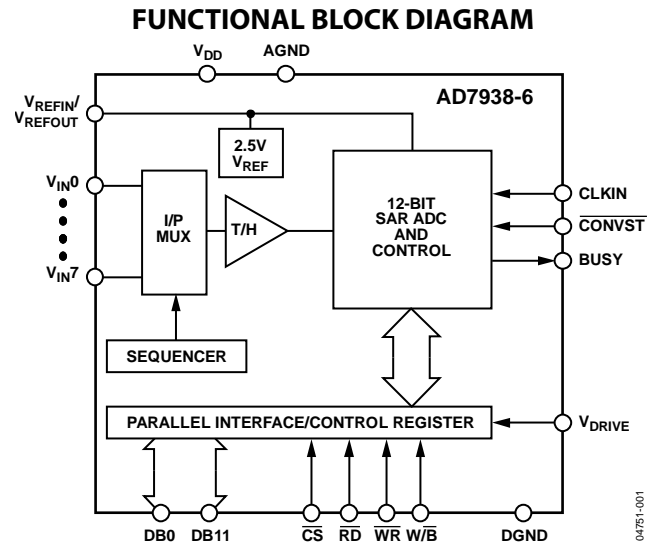 FUNCTIONAL BLOCK DIAGRAM
VDD AGND
VREFIN/
VREFOUT
AD7938-6
2.5V
VREF
VIN0
VIN7
I/P
MUX
T/H
12-BIT
SAR ADC
AND
CONTROL
CLKIN
CONVST
BUSY
SEQUENCER
PARALLEL INTERFACE/CONTROL REGISTER
VDRIVE
DB0 DB11 CS RD WR W/B DGND
04751-001